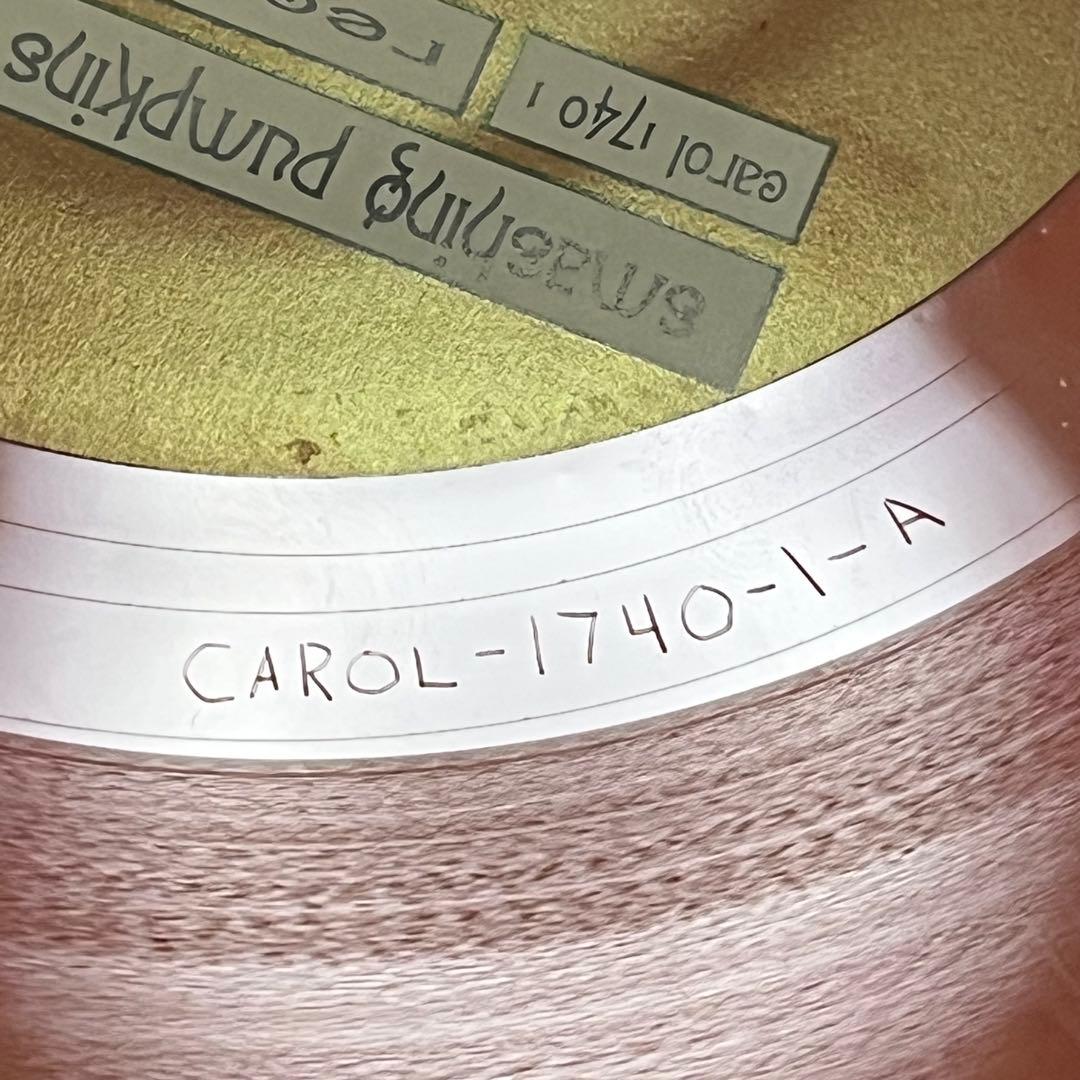 smashing pumpkins
carol 1740 1
CAROL-1740-1-A